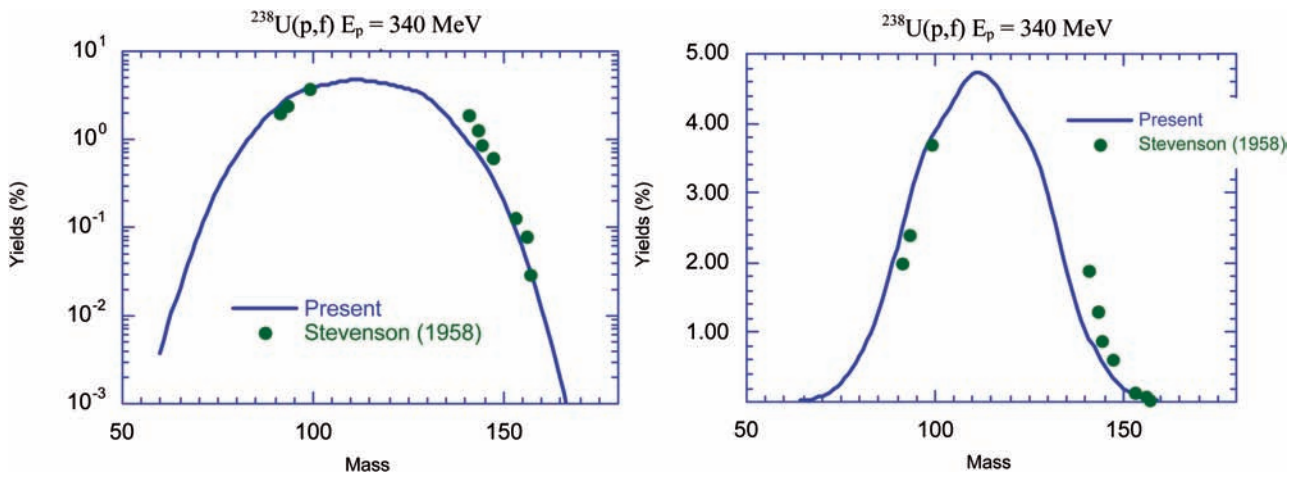 ²³⁸U(p,f) Eₚ = 340 MeV
10¹
10⁰
10⁻¹
10⁻²
10⁻³
Yields (%)
Present
Stevenson (1958)
50
100
150
Mass
²³⁸U(p,f) Eₚ = 340 MeV
5.00
4.00
3.00
2.00
1.00
.00
Yields (%)
Present
Stevenson (1958)
50
100
150
Mass